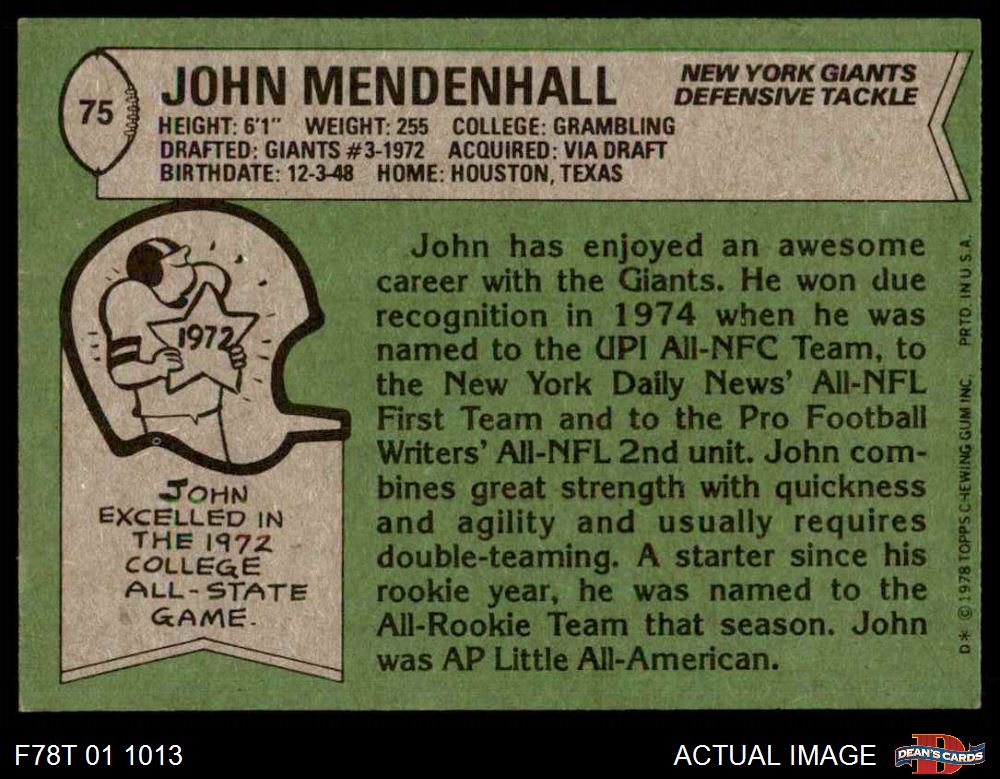 75
JOHN MENDENHALL
NEW YORK GIANTS
DEFENSIVE TACKLE
HEIGHT: 6'1" WEIGHT: 255 COLLEGE: GRAMBLING
DRAFTED: GIANTS #3-1972 ACQUIRED: VIA DRAFT
BIRTHDATE: 12-3-48 HOME: HOUSTON, TEXAS
1972
JOHN
EXCELLED IN
THE 1972
COLLEGE
ALL-STATE
GAME.
John has enjoyed an awesome
career with the Giants. He won due
recognition in 1974 when he was
named to the UPI All-NFC Team, to
the New York Daily News' All-NFL
First Team and to the Pro Football
Writers' All-NFL 2nd unit. John com-
bines great strength with quickness
and agility and usually requires
double-teaming. A starter since his
rookie year, he was named to the
All-Rookie Team that season. John
was AP Little All-American.
D* © 1978 TOPPS CHEWING GUM INC. PRTD. IN U.S.A.
F78T 01 1013
ACTUAL IMAGE
DEAN'S CARDS